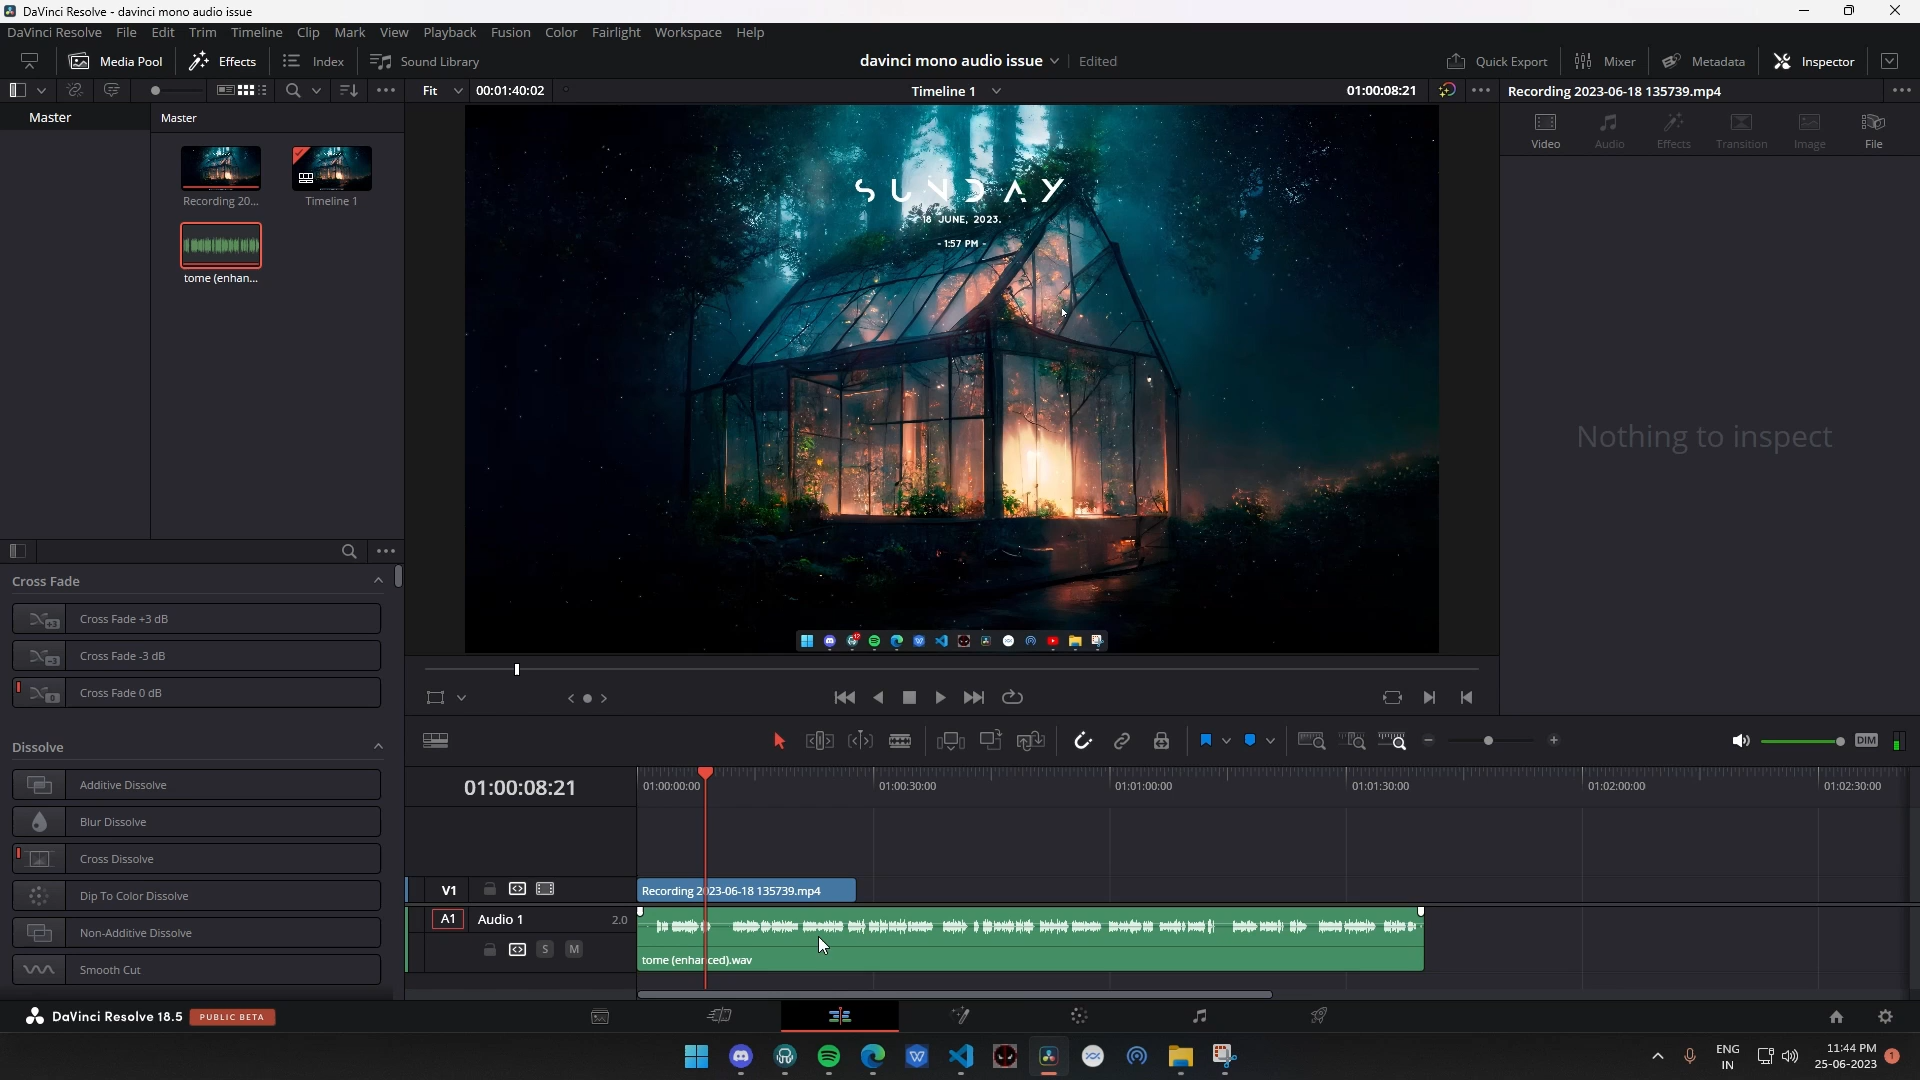 DaVinci Resolve - davinci mono audio issue
DaVinci Resolve File Edit Trim Timeline Clip Mark View Playback Fusion Color Fairlight Workspace Help
Media Pool Effects Index Sound Library davinci mono audio issue Edited Quick Export Mixer Metadata Inspector
Fit 00:01:40:02 Timeline 1 01:00:08:21 Recording 2023-06-18 135739.mp4
Master Master
Video Audio Effects Transition Image File
Recording 20... Timeline 1
tome (enhan...
SUNDAY
18 JUNE, 2023.
- 1:57 PM -
Nothing to inspect
Cross Fade
Cross Fade +3 dB
Cross Fade -3 dB
Cross Fade 0 dB
Dissolve
Additive Dissolve
Blur Dissolve
Cross Dissolve
Dip To Color Dissolve
Non-Additive Dissolve
Smooth Cut
DIM
01:00:08:21 01:00:00:00 01:00:30:00 01:01:00:00 01:01:30:00 01:02:00:00 01:02:30:00
V1 Recording 2023-06-18 135739.mp4
A1 Audio 1 2.0
S M tome (enhanced).wav
DaVinci Resolve 18.5 PUBLIC BETA
ENG
IN
11:44 PM
25-06-2023
1